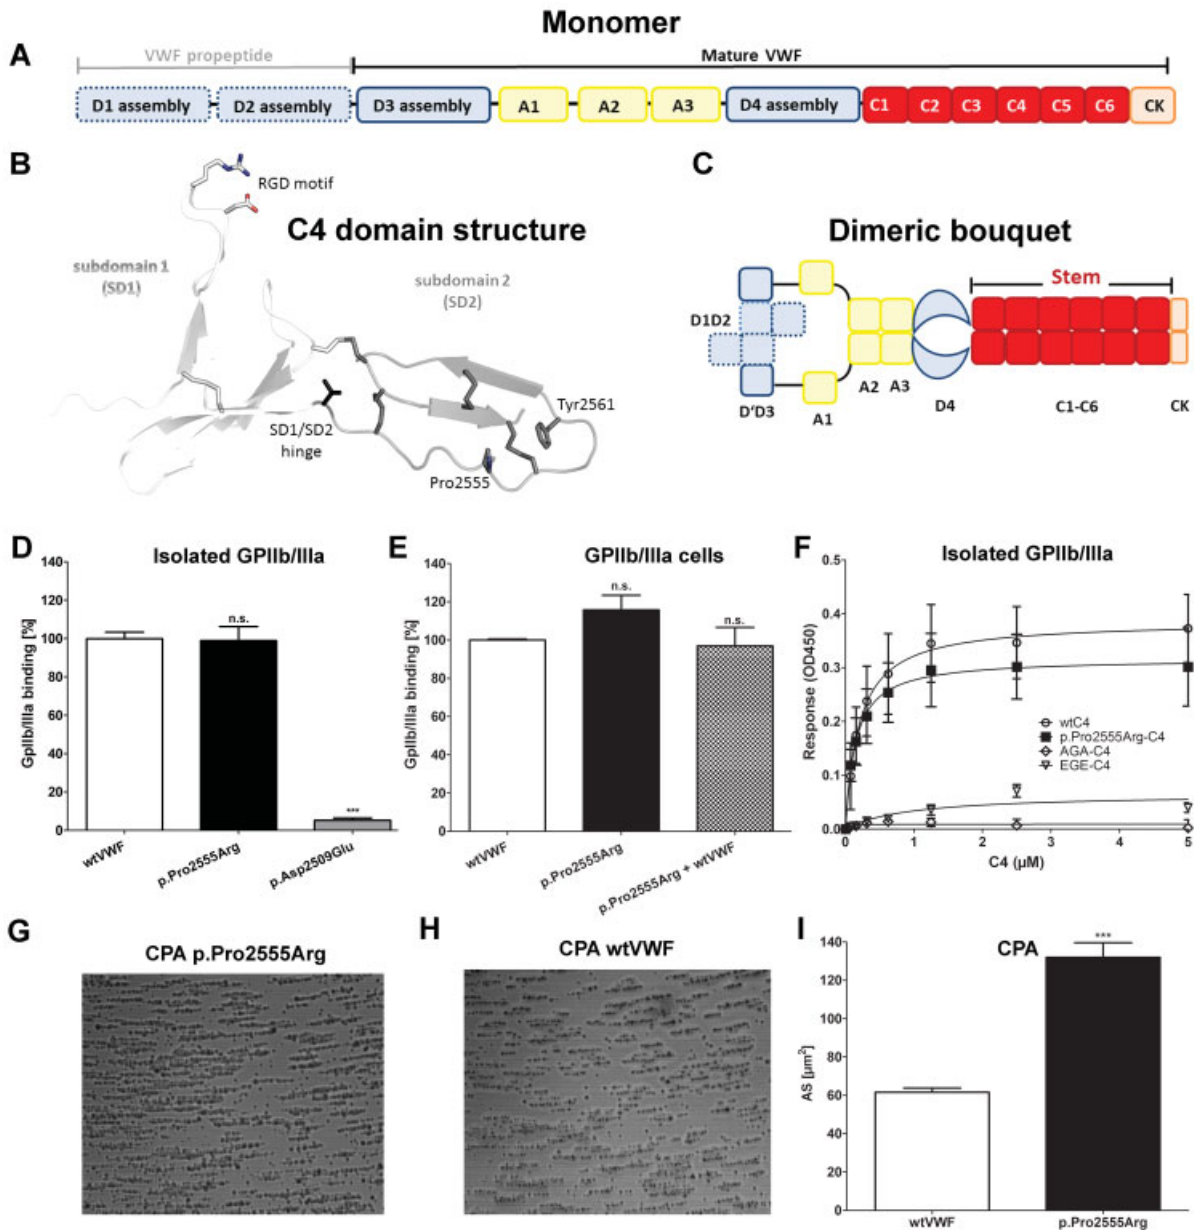 Monomer
A
VWF propeptide
Mature VWF
D1 assembly
D2 assembly
D3 assembly
A1
A2
A3
D4 assembly
C1
C2
C3
C4
C5
C6
CK
B
RGD motif
C4 domain structure
subdomain 1
(SD1)
subdomain 2
(SD2)
SD1/SD2
hinge
Tyr2561
Pro2555
C
Dimeric bouquet
Stem
D1D2
D'D3
A1
A2
A3
D4
C1-C6
CK
D
Isolated GPIIb/IIIa
GpIIb/IIIa binding [%]
140
120
100
80
60
40
20
0
n.s.
***
wtVWF
p.Pro2555Arg
p.Asp2509Glu
E
GPIIb/IIIa cells
GpIIb/IIIa binding [%]
140
120
100
80
60
40
20
0
n.s.
n.s.
wtVWF
p.Pro2555Arg
p.Pro2555Arg + wtVWF
F
Isolated GPIIb/IIIa
Response (OD450)
0.5
0.4
0.3
0.2
0.1
0.0
wtC4
p.Pro2555Arg-C4
AGA-C4
EGE-C4
0
1
2
3
4
5
C4 (µM)
G
CPA p.Pro2555Arg
H
CPA wtVWF
I
CPA
AS [µm²]
140
120
100
80
60
40
20
0
***
wtVWF
p.Pro2555Arg